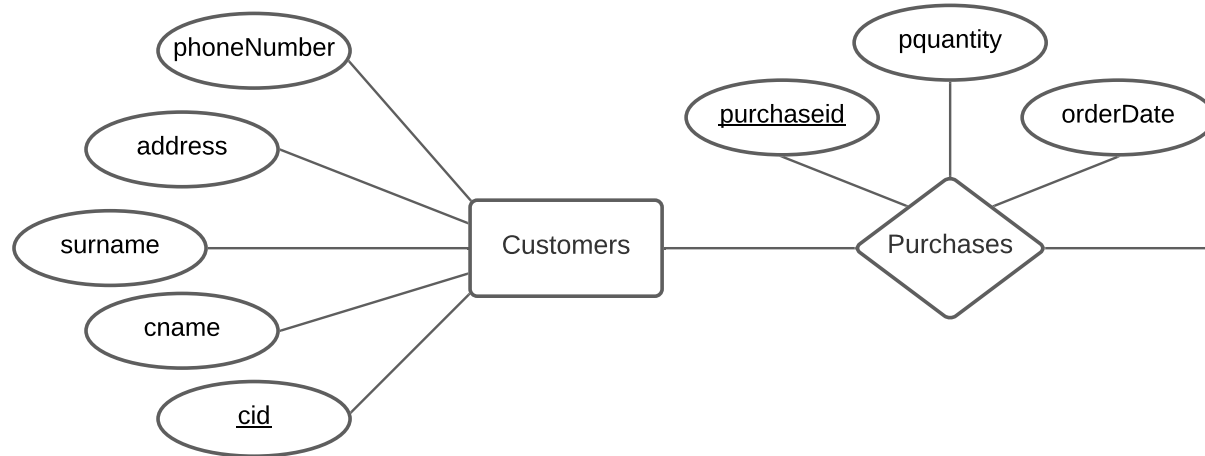 phoneNumber
address
surname
cname
cid
Customers
pquantity
purchaseid
orderDate
Purchases